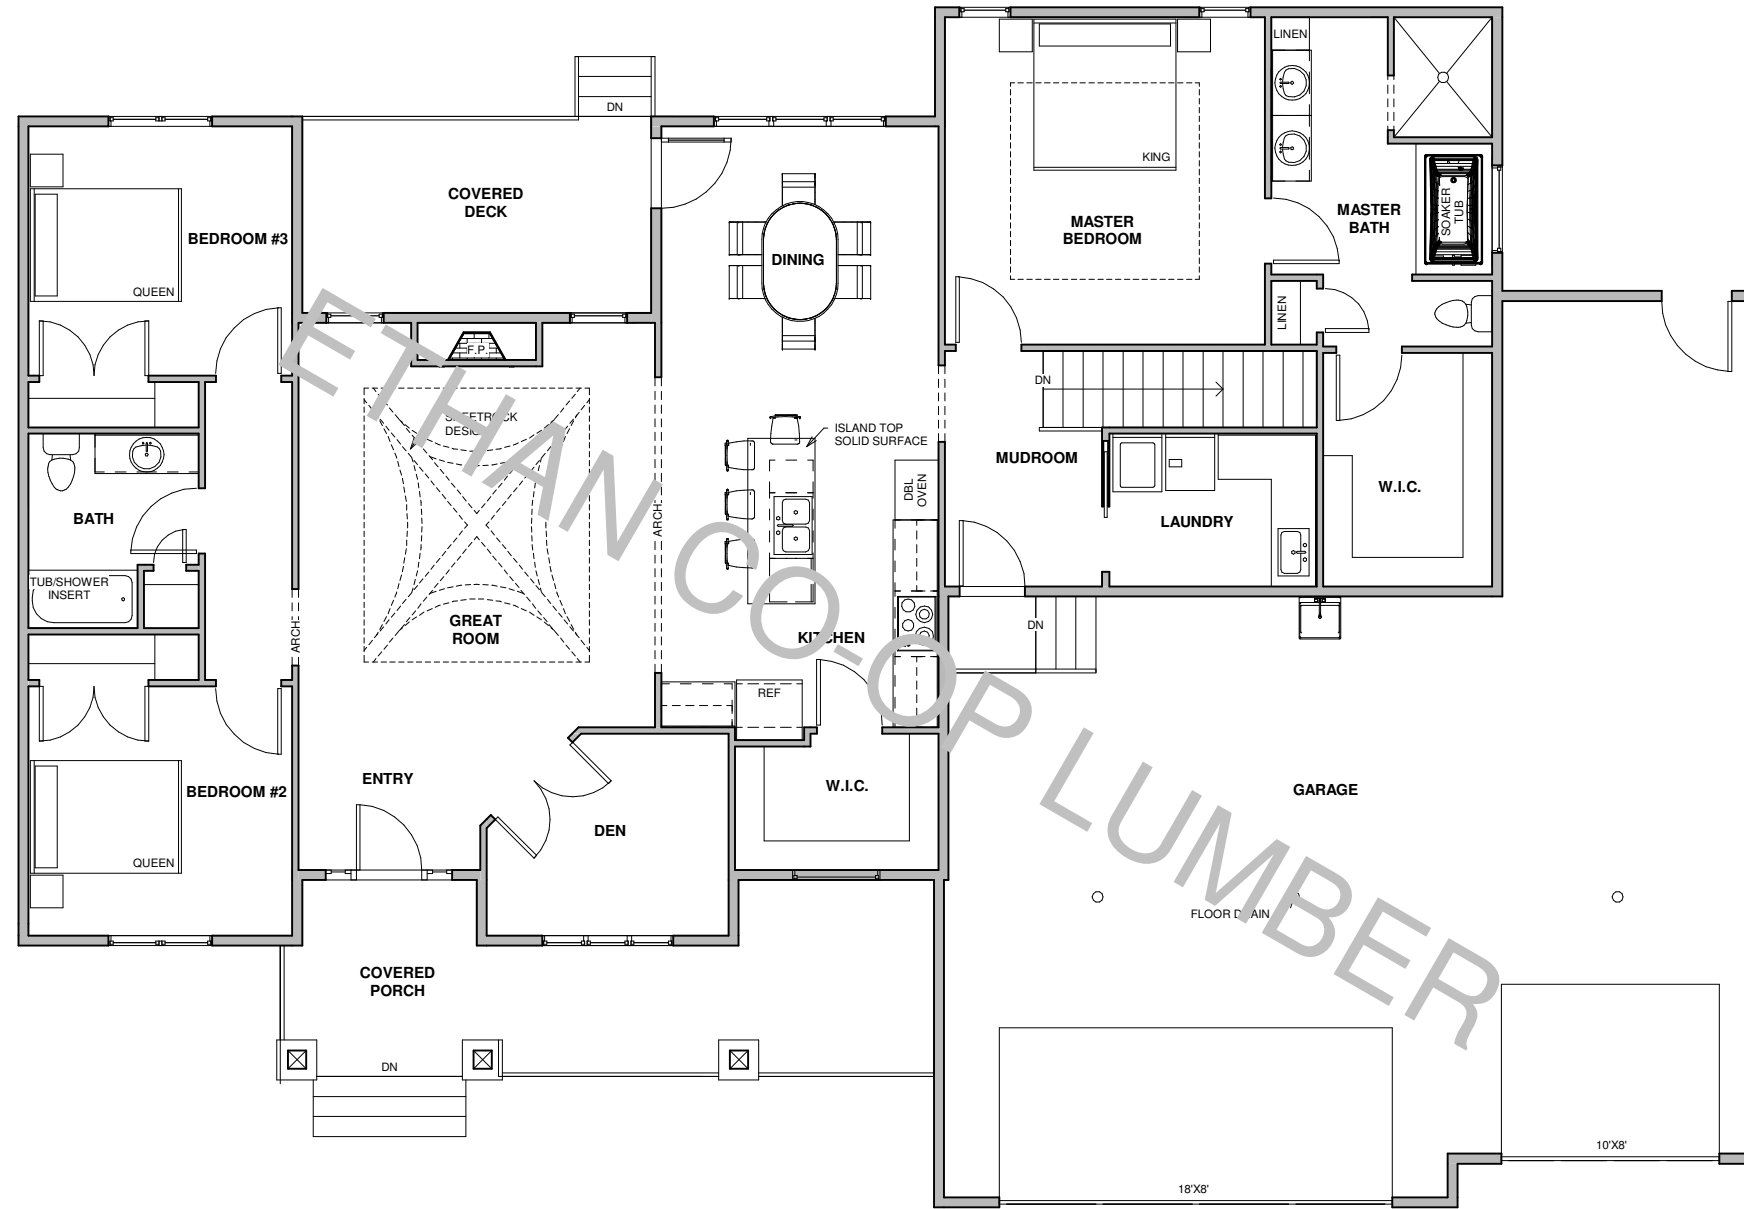 LINEN
DN
KING
COVERED
DECK
MASTER
BEDROOM
MASTER
BATH
SOAKER
TUB
BEDROOM #3
DINING
QUEEN
LINEN
F.P.
DN
ISLAND TOP
SOLID SURFACE
MUDROOM
DBL
OVEN
W.I.C.
BATH
ARCH
LAUNDRY
TUB/SHOWER
INSERT
GREAT
ROOM
ARCH
KITCHEN
DN
REF
ENTRY
W.I.C.
BEDROOM #2
GARAGE
DEN
QUEEN
FLOOR DRAIN
COVERED
PORCH
DN
10'X8'
18'X8'
ETHAN CO-OP LUMBER